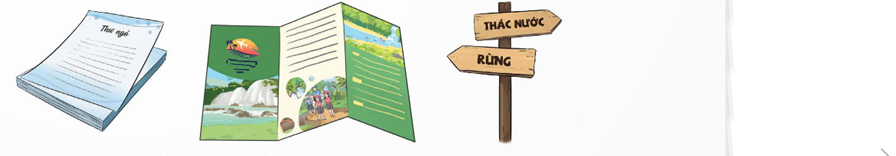 Thư ngỏ
THÁC NƯỚC
RỪNG